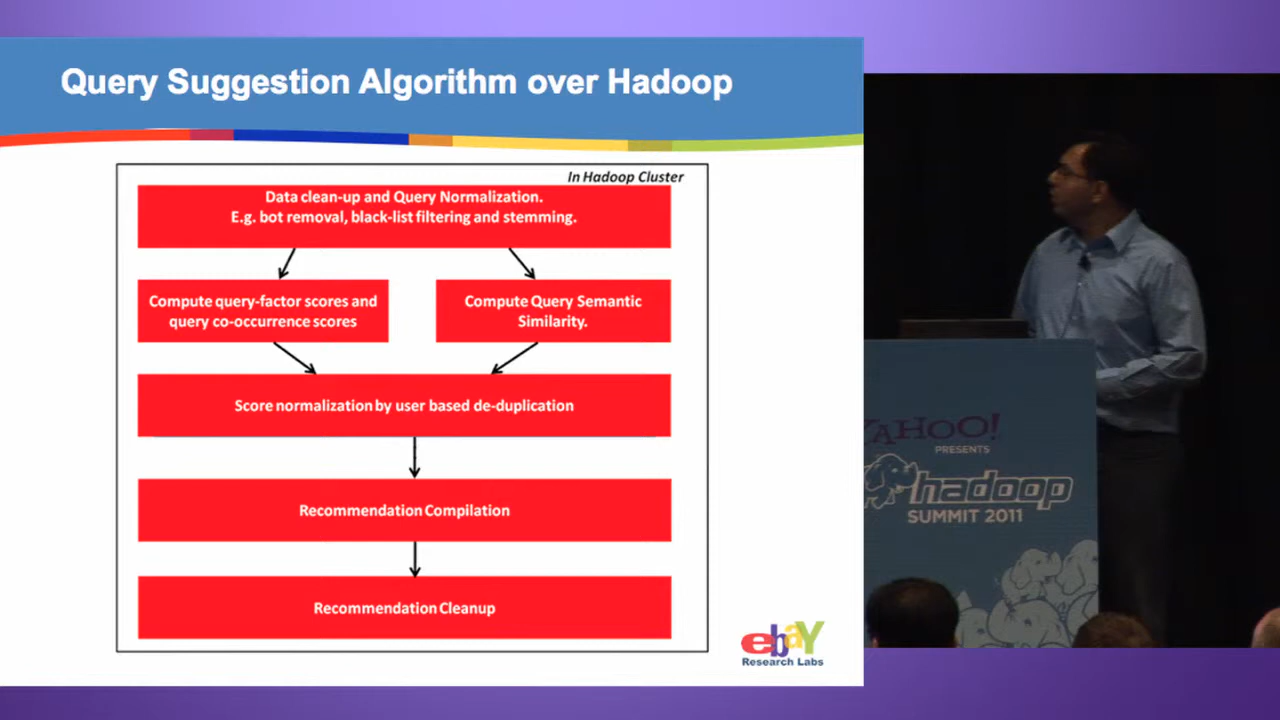 Query Suggestion Algorithm over Hadoop
In Hadoop Cluster
Data clean-up and Query Normalization.
E.g. bot removal, black-list filtering and stemming.
Compute query-factor scores and
query co-occurrence scores
Compute Query Semantic
Similarity.
Score normalization by user based de-duplication
Recommendation Compilation
Recommendation Cleanup
ebaY
Research Labs
YAHOO!
PRESENTS
hadoop
SUMMIT 2011